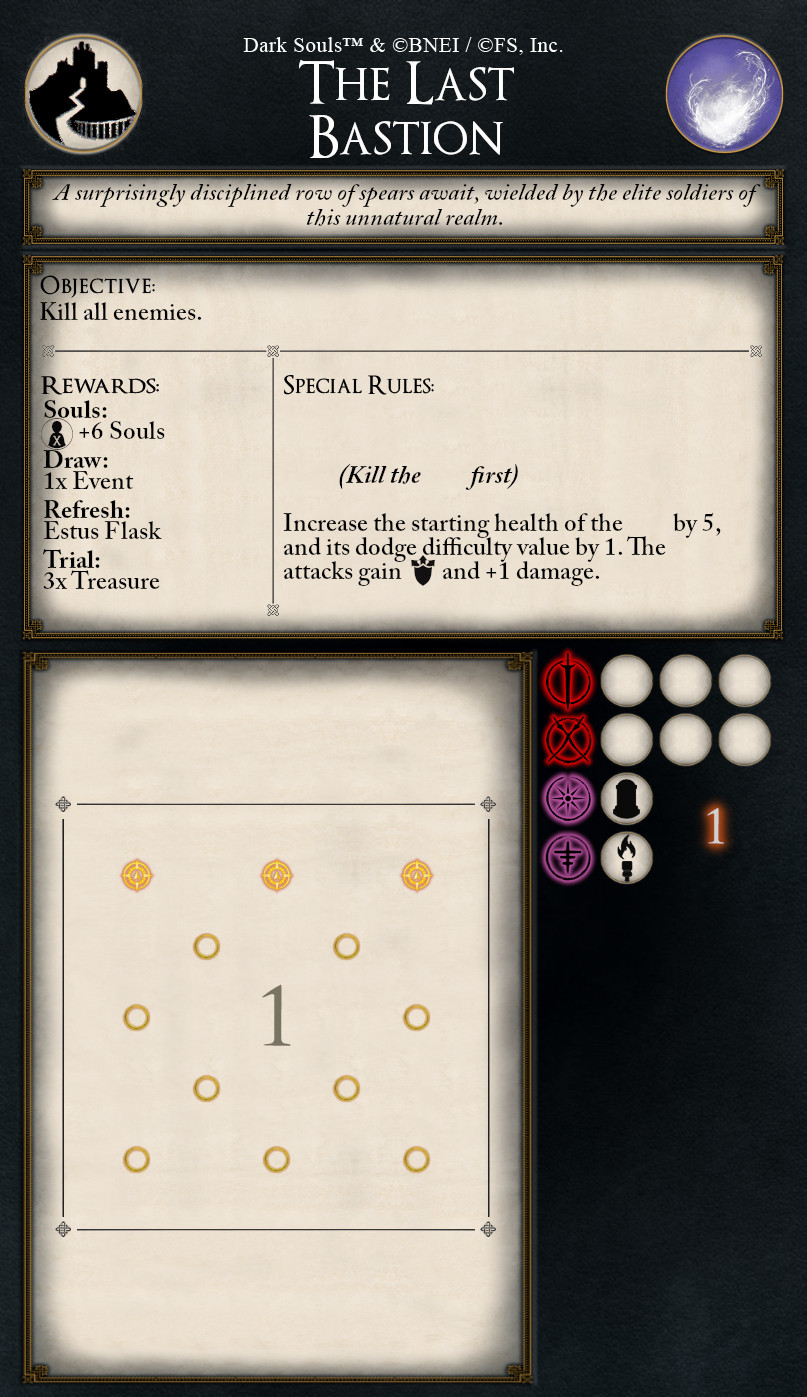 Dark Souls™ & ©BNEI / ©FS, Inc.
The Last
Bastion
A surprisingly disciplined row of spears await, wielded by the elite soldiers of
this unnatural realm.
Objective:
Kill all enemies.
Rewards:
Souls:
X +6 Souls
Draw:
1x Event
Refresh:
Estus Flask
Trial:
3x Treasure
Special Rules:
(Kill the first)
Increase the starting health of the by 5,
and its dodge difficulty value by 1. The
attacks gain and +1 damage.
1
1